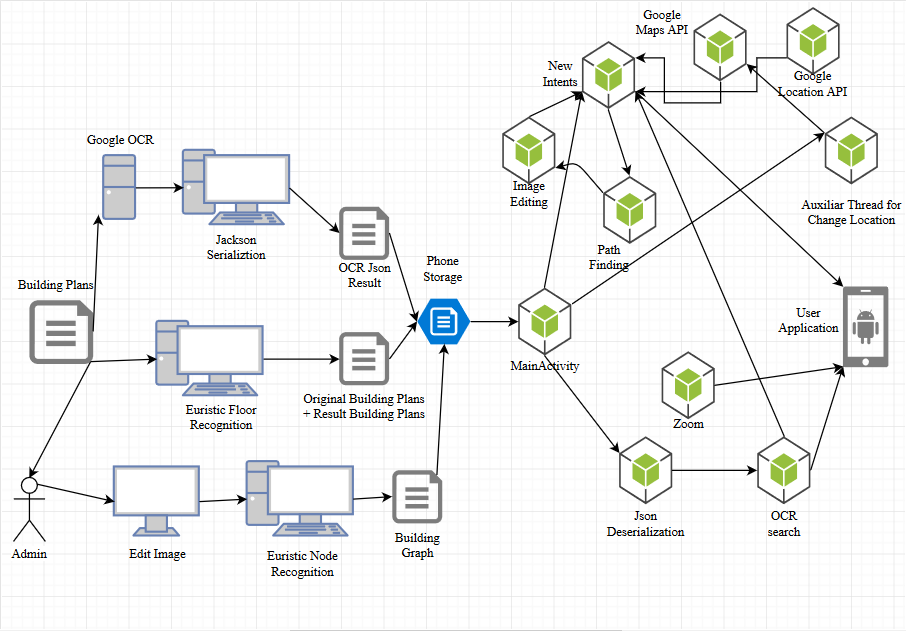 Google
Maps API
New
Intents
Google
Location API
Google OCR
Image
Editing
Auxiliar Thread for
Change Location
Jackson
Serializtion
Path
Finding
OCR Json
Result
Phone
Storage
Building Plans
User
Application
MainActivity
Original Building Plans
+ Result Building Plans
Euristic Floor
Recognition
Zoom
Json
Deserialization
OCR
search
Admin
Edit Image
Euristic Node
Recognition
Building
Graph